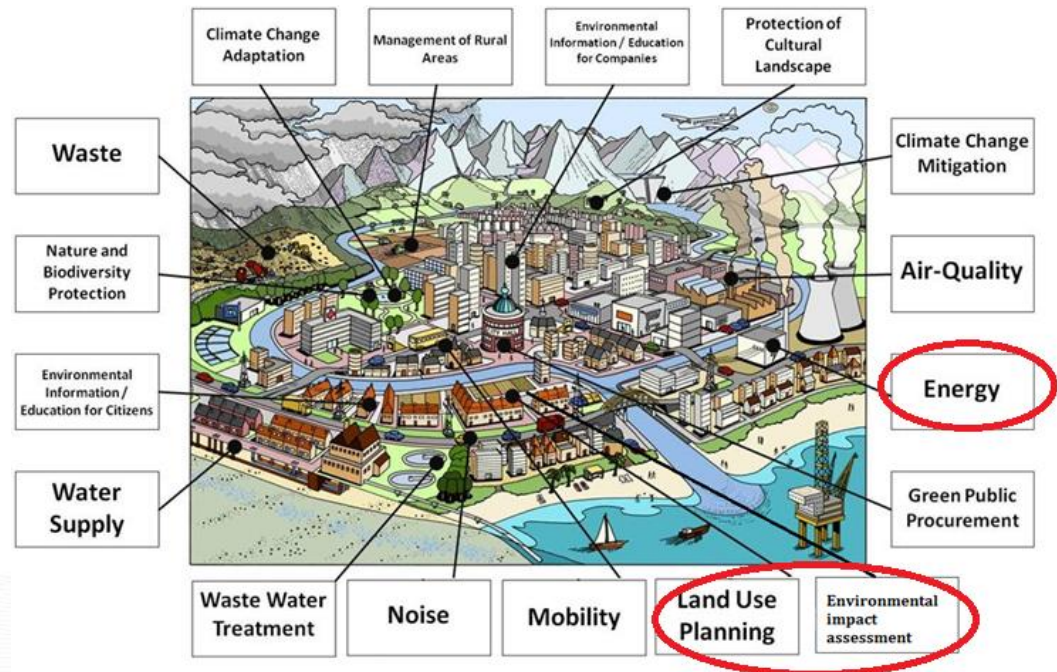 Climate Change
Adaptation
Management of Rural
Areas
Environmental
Information / Education
for Companies
Protection of
Cultural
Landscape
Waste
Climate Change
Mitigation
Nature and
Biodiversity
Protection
Air-Quality
Environmental
Information /
Education for Citizens
Energy
Water
Supply
Green Public
Procurement
Waste Water
Treatment
Noise
Mobility
Land Use
Planning
Environmental
impact
assessment